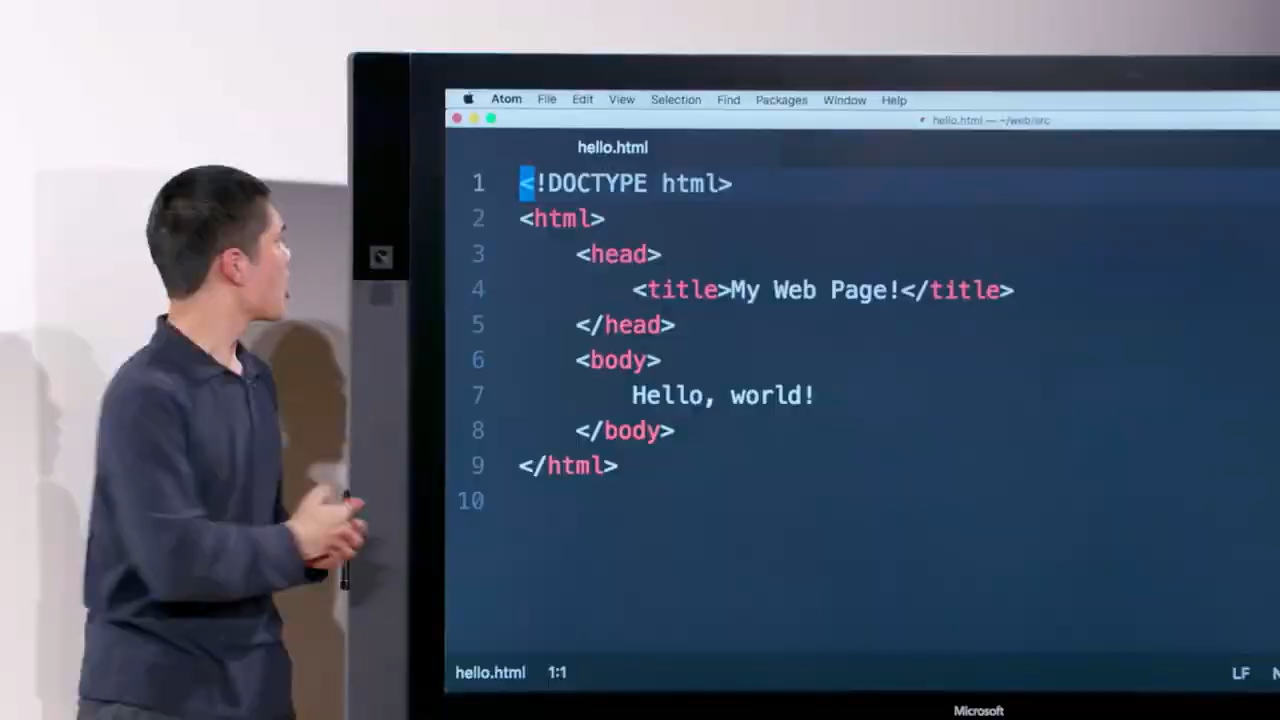 Atom File Edit View Selection Find Packages Window Help
hello.html — ~/web/src
hello.html
1 <!DOCTYPE html>
2 <html>
3 <head>
4 <title>My Web Page!</title>
5 </head>
6 <body>
7 Hello, world!
8 </body>
9 </html>
10
hello.html 1:1 LF
Microsoft